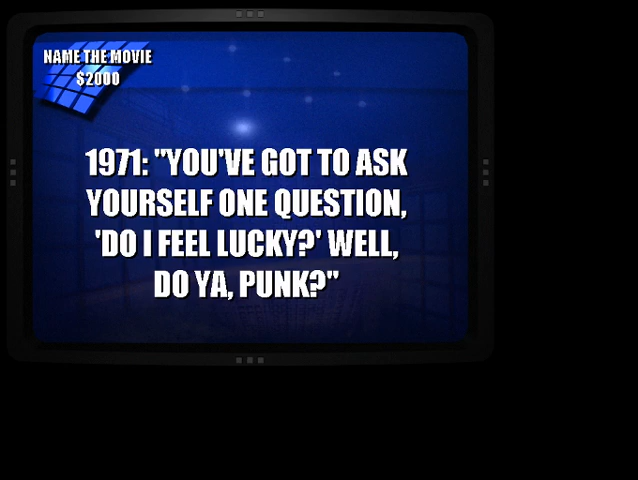 NAME THE MOVIE
$2000
1971: "YOU'VE GOT TO ASK
YOURSELF ONE QUESTION,
'DO I FEEL LUCKY?' WELL,
DO YA, PUNK?"